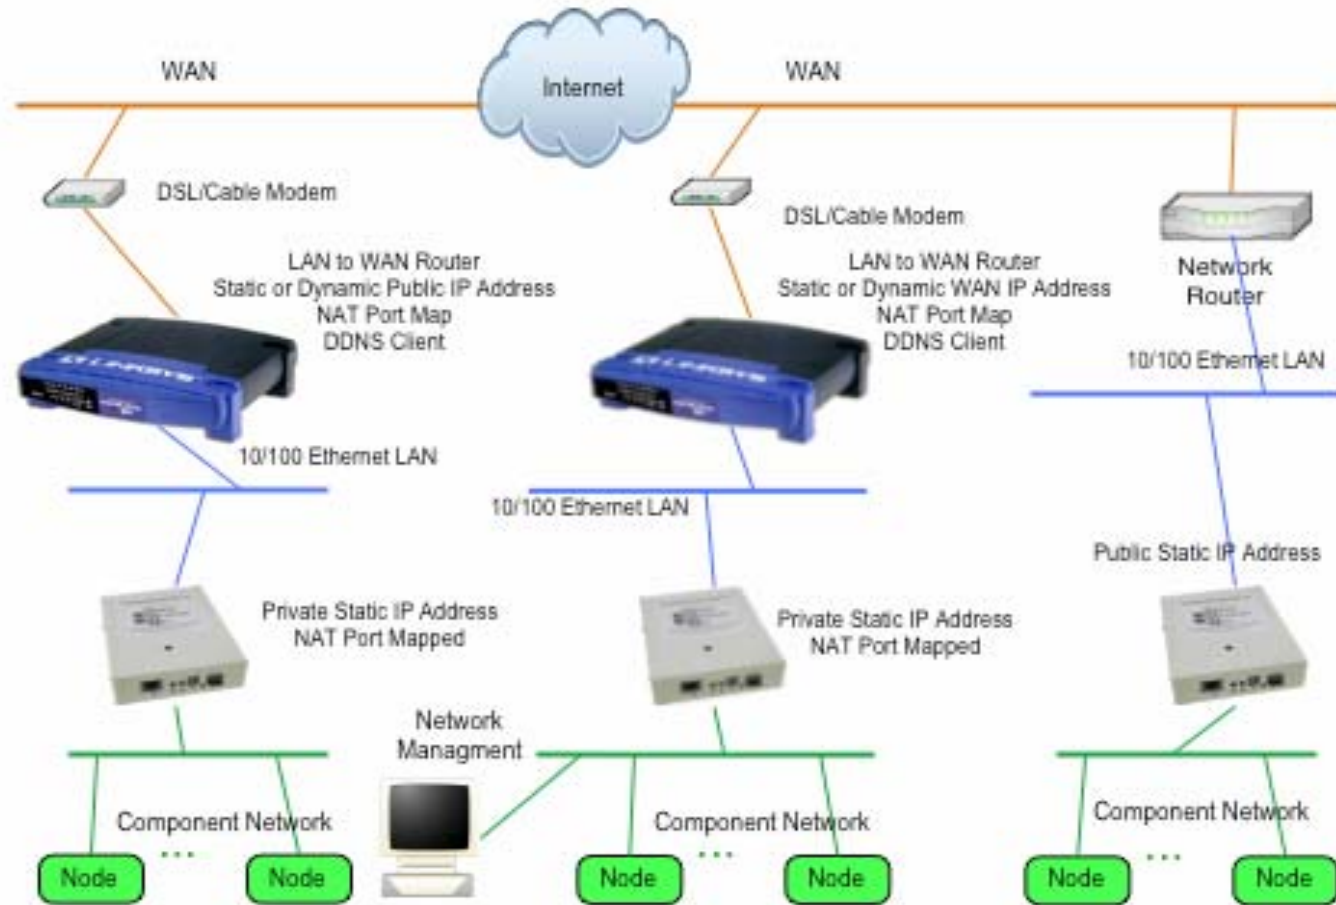 WAN
Internet
WAN
DSL/Cable Modem
DSL/Cable Modem
LAN to WAN Router
Static or Dynamic Public IP Address
NAT Port Map
DDNS Client
LAN to WAN Router
Static or Dynamic WAN IP Address
NAT Port Map
DDNS Client
Network
Router
LINKSYS
LINKSYS
10/100 Ethernet LAN
10/100 Ethernet LAN
10/100 Ethernet LAN
Public Static IP Address
Private Static IP Address
NAT Port Mapped
Private Static IP Address
NAT Port Mapped
Network
Managment
Component Network
Component Network
Component Network
...
...
...
Node
Node
Node
Node
Node
Node